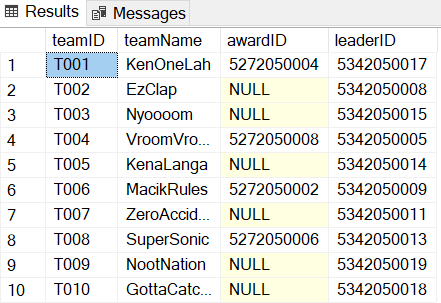 Results Messages
teamID teamName awardID leaderID
1 T001 KenOneLah 5272050004 5342050017
2 T002 EzClap NULL 5342050008
3 T003 Nyoooom NULL 5342050015
4 T004 VroomVro... 5272050008 5342050005
5 T005 KenaLanga NULL 5342050014
6 T006 MacikRules 5272050002 5342050009
7 T007 ZeroAccid... NULL 5342050011
8 T008 SuperSonic 5272050006 5342050013
9 T009 NootNation NULL 5342050019
10 T010 GottaCatc... NULL 5342050018